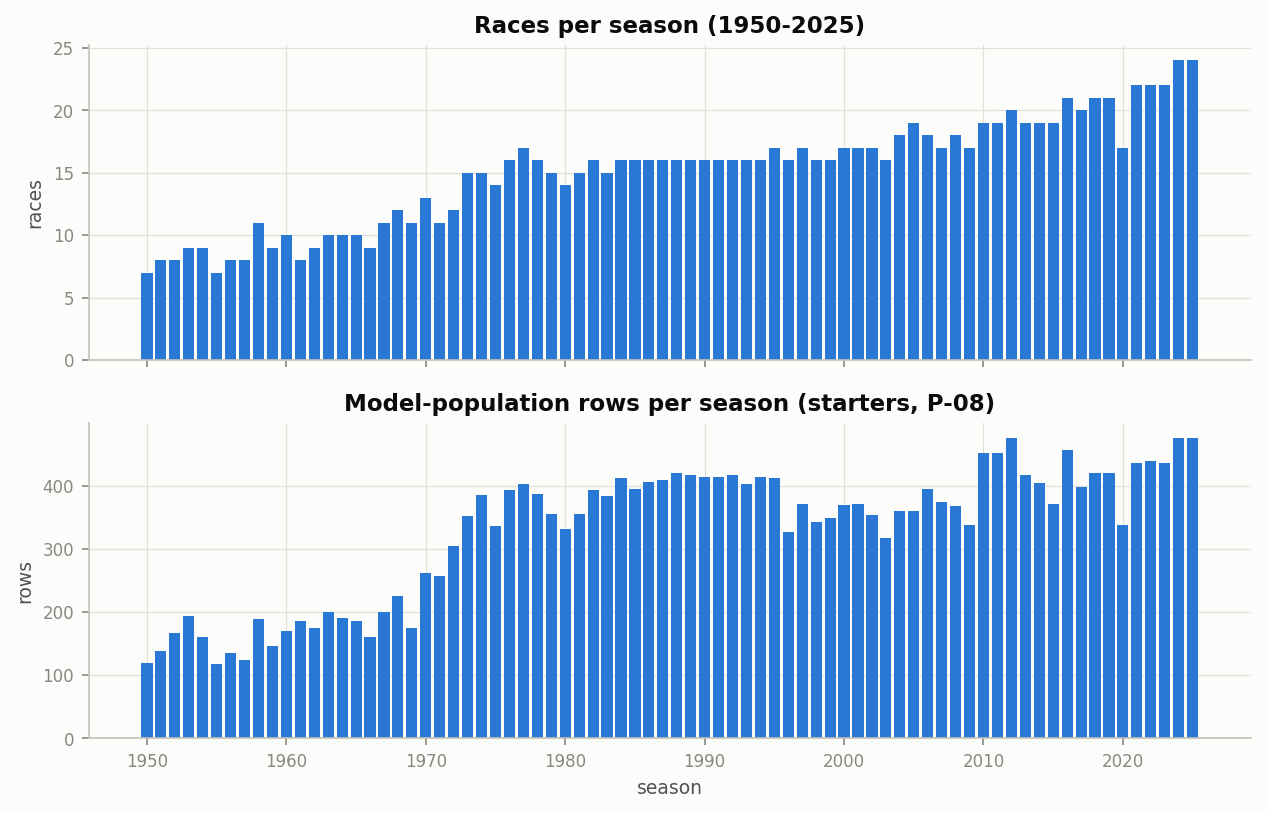 Races per season (1950-2025)
25
20
15
10
5
0
races
Model-population rows per season (starters, P-08)
400
300
200
100
0
rows
1950 1960 1970 1980 1990 2000 2010 2020
season